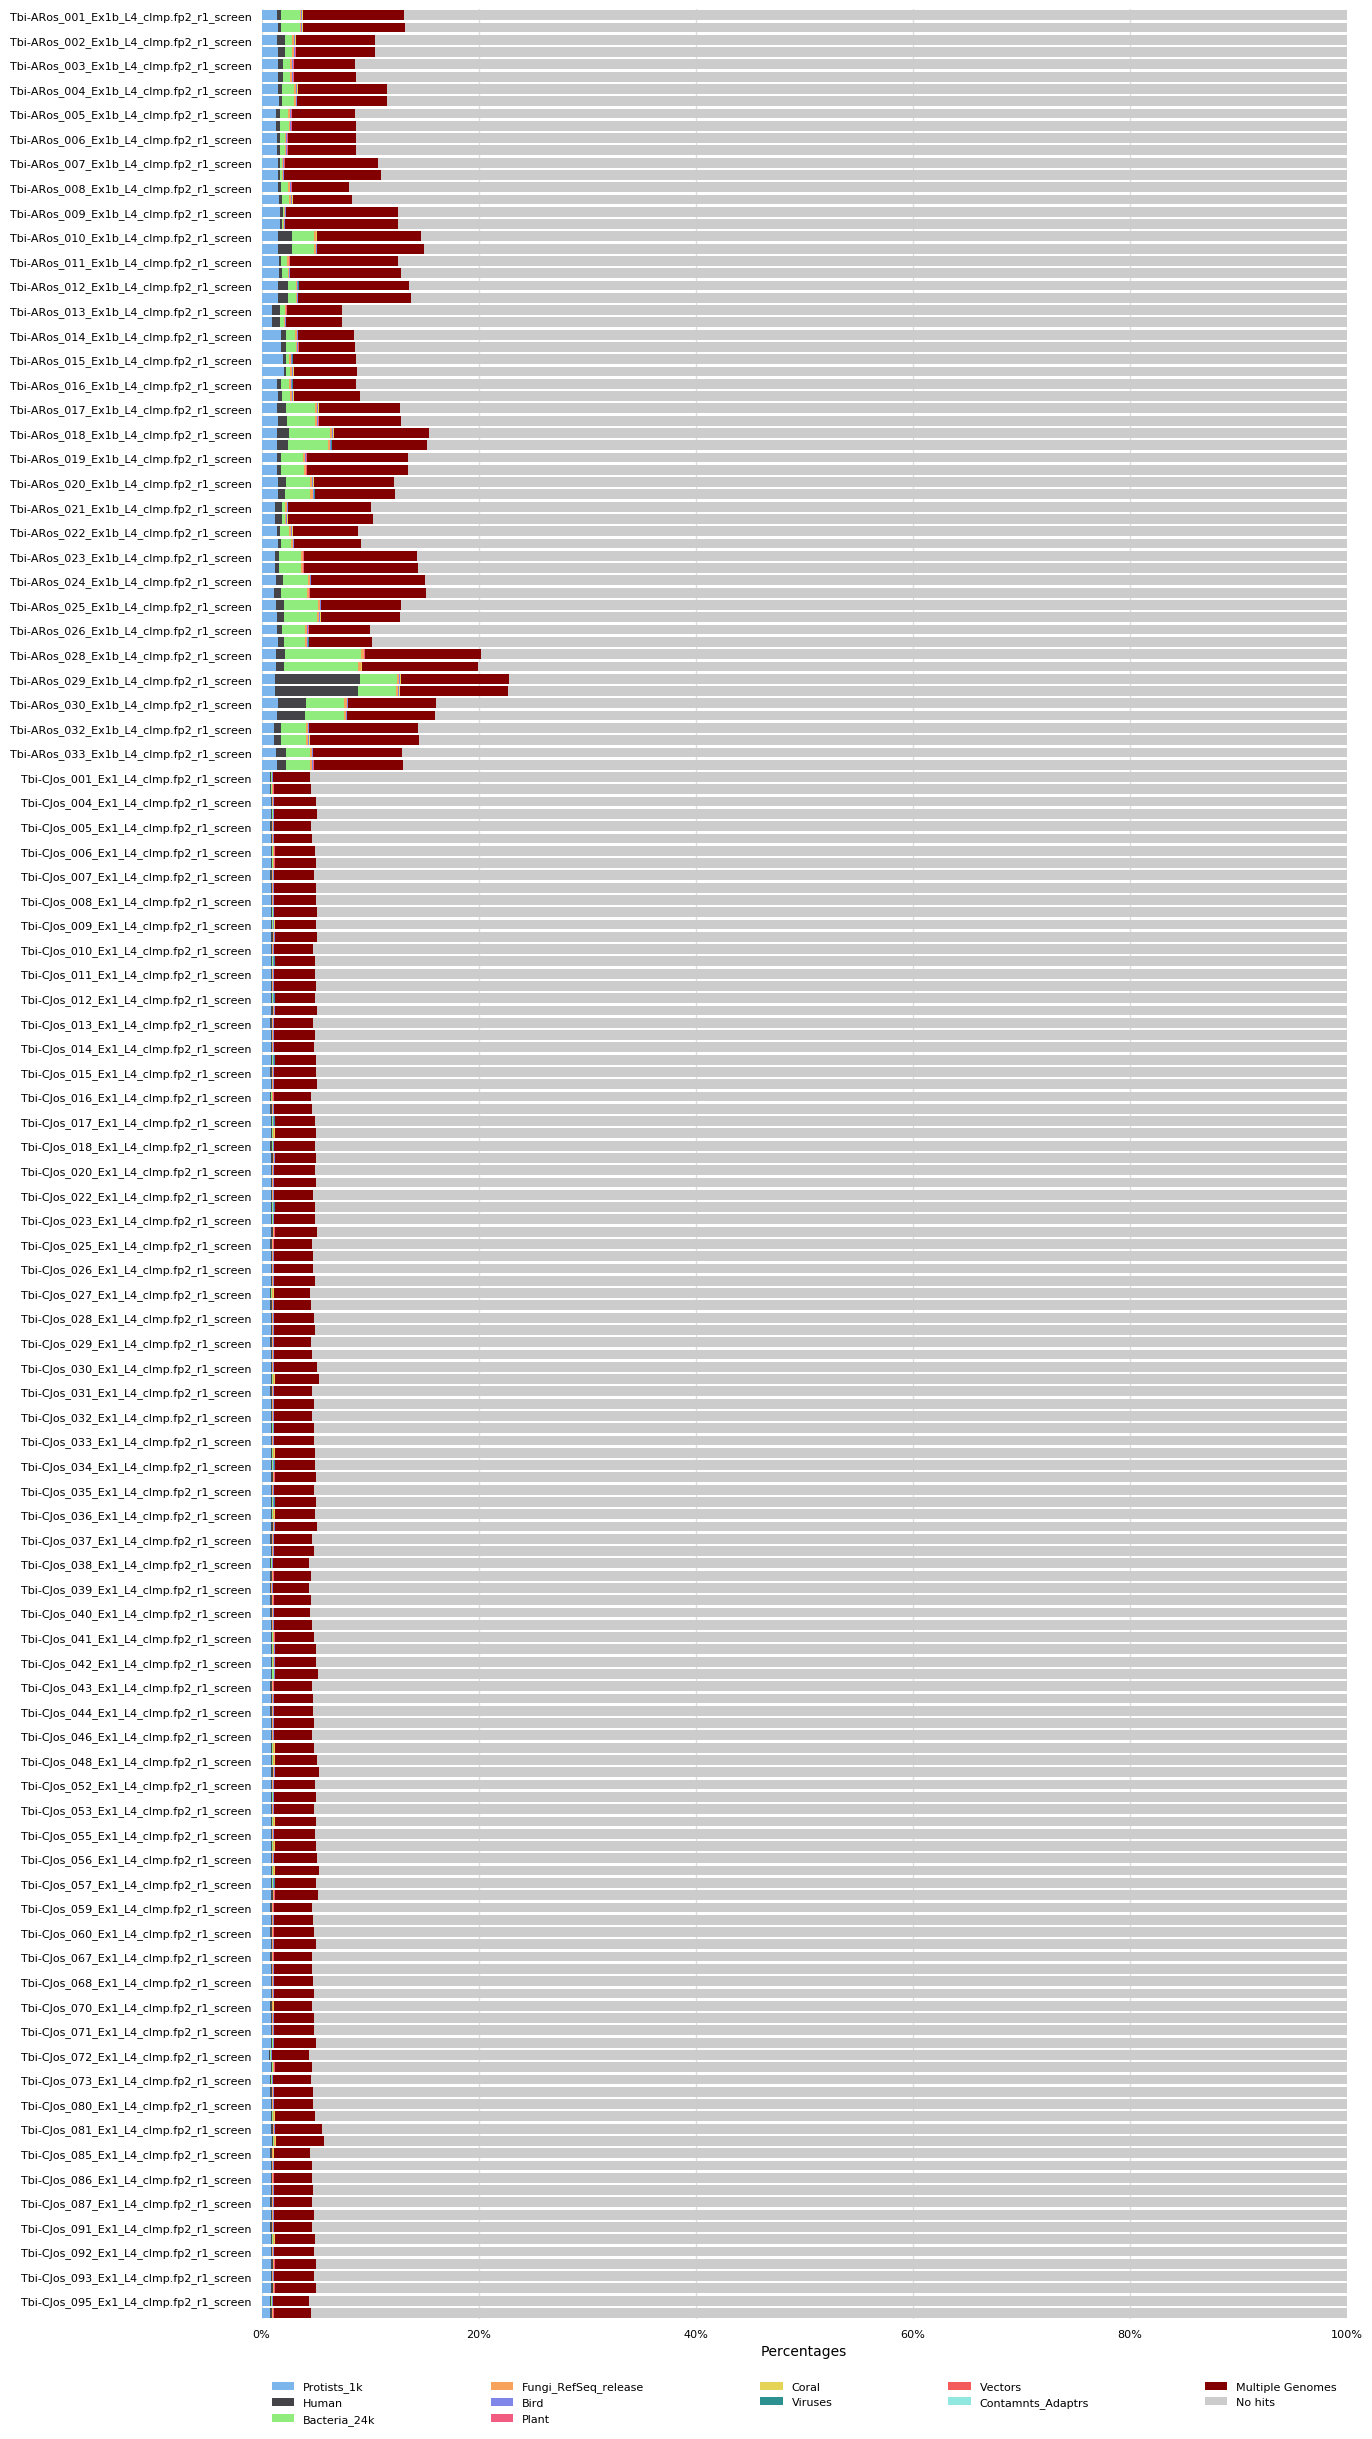 Tbi-ARos_001_Ex1b_L4_clmp.fp2_r1_screen
Tbi-ARos_002_Ex1b_L4_clmp.fp2_r1_screen
Tbi-ARos_003_Ex1b_L4_clmp.fp2_r1_screen
Tbi-ARos_004_Ex1b_L4_clmp.fp2_r1_screen
Tbi-ARos_005_Ex1b_L4_clmp.fp2_r1_screen
Tbi-ARos_006_Ex1b_L4_clmp.fp2_r1_screen
Tbi-ARos_007_Ex1b_L4_clmp.fp2_r1_screen
Tbi-ARos_008_Ex1b_L4_clmp.fp2_r1_screen
Tbi-ARos_009_Ex1b_L4_clmp.fp2_r1_screen
Tbi-ARos_010_Ex1b_L4_clmp.fp2_r1_screen
Tbi-ARos_011_Ex1b_L4_clmp.fp2_r1_screen
Tbi-ARos_012_Ex1b_L4_clmp.fp2_r1_screen
Tbi-ARos_013_Ex1b_L4_clmp.fp2_r1_screen
Tbi-ARos_014_Ex1b_L4_clmp.fp2_r1_screen
Tbi-ARos_015_Ex1b_L4_clmp.fp2_r1_screen
Tbi-ARos_016_Ex1b_L4_clmp.fp2_r1_screen
Tbi-ARos_017_Ex1b_L4_clmp.fp2_r1_screen
Tbi-ARos_018_Ex1b_L4_clmp.fp2_r1_screen
Tbi-ARos_019_Ex1b_L4_clmp.fp2_r1_screen
Tbi-ARos_020_Ex1b_L4_clmp.fp2_r1_screen
Tbi-ARos_021_Ex1b_L4_clmp.fp2_r1_screen
Tbi-ARos_022_Ex1b_L4_clmp.fp2_r1_screen
Tbi-ARos_023_Ex1b_L4_clmp.fp2_r1_screen
Tbi-ARos_024_Ex1b_L4_clmp.fp2_r1_screen
Tbi-ARos_025_Ex1b_L4_clmp.fp2_r1_screen
Tbi-ARos_026_Ex1b_L4_clmp.fp2_r1_screen
Tbi-ARos_028_Ex1b_L4_clmp.fp2_r1_screen
Tbi-ARos_029_Ex1b_L4_clmp.fp2_r1_screen
Tbi-ARos_030_Ex1b_L4_clmp.fp2_r1_screen
Tbi-ARos_032_Ex1b_L4_clmp.fp2_r1_screen
Tbi-ARos_033_Ex1b_L4_clmp.fp2_r1_screen
Tbi-CJos_001_Ex1_L4_clmp.fp2_r1_screen
Tbi-CJos_004_Ex1_L4_clmp.fp2_r1_screen
Tbi-CJos_005_Ex1_L4_clmp.fp2_r1_screen
Tbi-CJos_006_Ex1_L4_clmp.fp2_r1_screen
Tbi-CJos_007_Ex1_L4_clmp.fp2_r1_screen
Tbi-CJos_008_Ex1_L4_clmp.fp2_r1_screen
Tbi-CJos_009_Ex1_L4_clmp.fp2_r1_screen
Tbi-CJos_010_Ex1_L4_clmp.fp2_r1_screen
Tbi-CJos_011_Ex1_L4_clmp.fp2_r1_screen
Tbi-CJos_012_Ex1_L4_clmp.fp2_r1_screen
Tbi-CJos_013_Ex1_L4_clmp.fp2_r1_screen
Tbi-CJos_014_Ex1_L4_clmp.fp2_r1_screen
Tbi-CJos_015_Ex1_L4_clmp.fp2_r1_screen
Tbi-CJos_016_Ex1_L4_clmp.fp2_r1_screen
Tbi-CJos_017_Ex1_L4_clmp.fp2_r1_screen
Tbi-CJos_018_Ex1_L4_clmp.fp2_r1_screen
Tbi-CJos_020_Ex1_L4_clmp.fp2_r1_screen
Tbi-CJos_022_Ex1_L4_clmp.fp2_r1_screen
Tbi-CJos_023_Ex1_L4_clmp.fp2_r1_screen
Tbi-CJos_025_Ex1_L4_clmp.fp2_r1_screen
Tbi-CJos_026_Ex1_L4_clmp.fp2_r1_screen
Tbi-CJos_027_Ex1_L4_clmp.fp2_r1_screen
Tbi-CJos_028_Ex1_L4_clmp.fp2_r1_screen
Tbi-CJos_029_Ex1_L4_clmp.fp2_r1_screen
Tbi-CJos_030_Ex1_L4_clmp.fp2_r1_screen
Tbi-CJos_031_Ex1_L4_clmp.fp2_r1_screen
Tbi-CJos_032_Ex1_L4_clmp.fp2_r1_screen
Tbi-CJos_033_Ex1_L4_clmp.fp2_r1_screen
Tbi-CJos_034_Ex1_L4_clmp.fp2_r1_screen
Tbi-CJos_035_Ex1_L4_clmp.fp2_r1_screen
Tbi-CJos_036_Ex1_L4_clmp.fp2_r1_screen
Tbi-CJos_037_Ex1_L4_clmp.fp2_r1_screen
Tbi-CJos_038_Ex1_L4_clmp.fp2_r1_screen
Tbi-CJos_039_Ex1_L4_clmp.fp2_r1_screen
Tbi-CJos_040_Ex1_L4_clmp.fp2_r1_screen
Tbi-CJos_041_Ex1_L4_clmp.fp2_r1_screen
Tbi-CJos_042_Ex1_L4_clmp.fp2_r1_screen
Tbi-CJos_043_Ex1_L4_clmp.fp2_r1_screen
Tbi-CJos_044_Ex1_L4_clmp.fp2_r1_screen
Tbi-CJos_046_Ex1_L4_clmp.fp2_r1_screen
Tbi-CJos_048_Ex1_L4_clmp.fp2_r1_screen
Tbi-CJos_052_Ex1_L4_clmp.fp2_r1_screen
Tbi-CJos_053_Ex1_L4_clmp.fp2_r1_screen
Tbi-CJos_055_Ex1_L4_clmp.fp2_r1_screen
Tbi-CJos_056_Ex1_L4_clmp.fp2_r1_screen
Tbi-CJos_057_Ex1_L4_clmp.fp2_r1_screen
Tbi-CJos_059_Ex1_L4_clmp.fp2_r1_screen
Tbi-CJos_060_Ex1_L4_clmp.fp2_r1_screen
Tbi-CJos_067_Ex1_L4_clmp.fp2_r1_screen
Tbi-CJos_068_Ex1_L4_clmp.fp2_r1_screen
Tbi-CJos_070_Ex1_L4_clmp.fp2_r1_screen
Tbi-CJos_071_Ex1_L4_clmp.fp2_r1_screen
Tbi-CJos_072_Ex1_L4_clmp.fp2_r1_screen
Tbi-CJos_073_Ex1_L4_clmp.fp2_r1_screen
Tbi-CJos_080_Ex1_L4_clmp.fp2_r1_screen
Tbi-CJos_081_Ex1_L4_clmp.fp2_r1_screen
Tbi-CJos_085_Ex1_L4_clmp.fp2_r1_screen
Tbi-CJos_086_Ex1_L4_clmp.fp2_r1_screen
Tbi-CJos_087_Ex1_L4_clmp.fp2_r1_screen
Tbi-CJos_091_Ex1_L4_clmp.fp2_r1_screen
Tbi-CJos_092_Ex1_L4_clmp.fp2_r1_screen
Tbi-CJos_093_Ex1_L4_clmp.fp2_r1_screen
Tbi-CJos_095_Ex1_L4_clmp.fp2_r1_screen
0% 20% 40% 60% 80% 100%
Percentages
Protists_1k Fungi_RefSeq_release Coral Vectors Multiple Genomes
Human Bird Viruses Contamnts_Adaptrs No hits
Bacteria_24k Plant